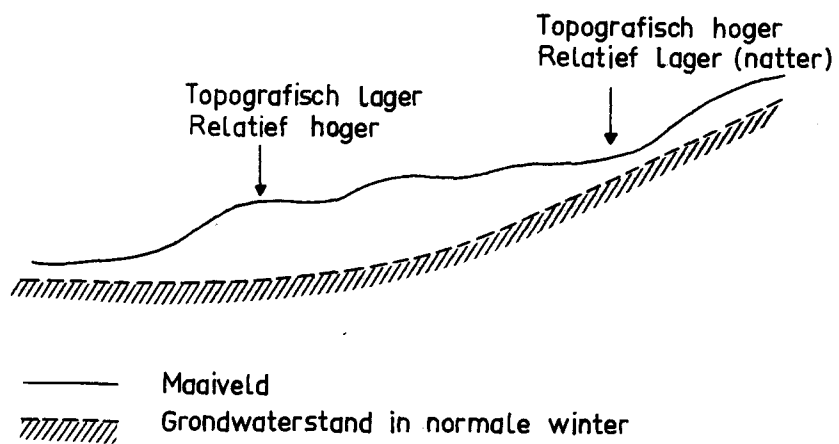 Topografisch hoger
Relatief lager (natter)
Topografisch lager
Relatief hoger
Maaiveld
Grondwaterstand in normale winter